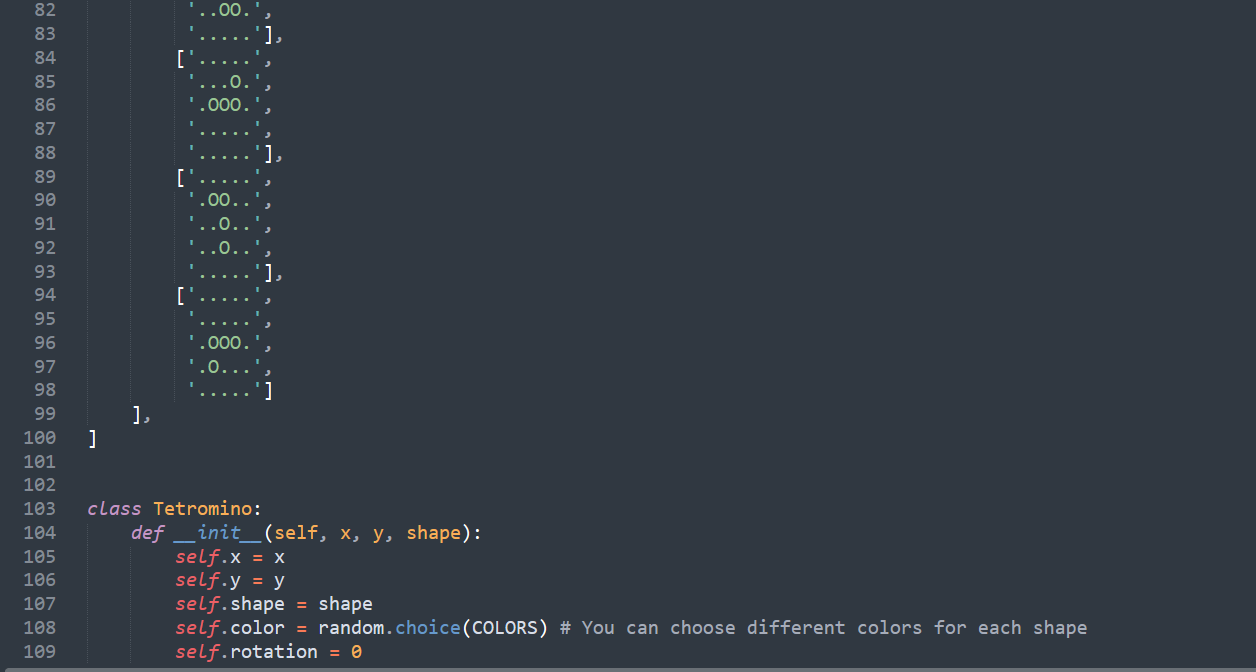 82             '..OO.',
83             '.....'],
84            ['.....',
85             '...O.',
86             '.OOO.',
87             '.....',
88             '.....'],
89            ['.....',
90             '.OO..',
91             '..O..',
92             '..O..',
93             '.....'],
94            ['.....',
95             '.....',
96             '.OOO.',
97             '.O...',
98             '.....']
99        ],
100    ]
101
102
103    class Tetromino:
104        def __init__(self, x, y, shape):
105            self.x = x
106            self.y = y
107            self.shape = shape
108            self.color = random.choice(COLORS) # You can choose different colors for each shape
109            self.rotation = 0